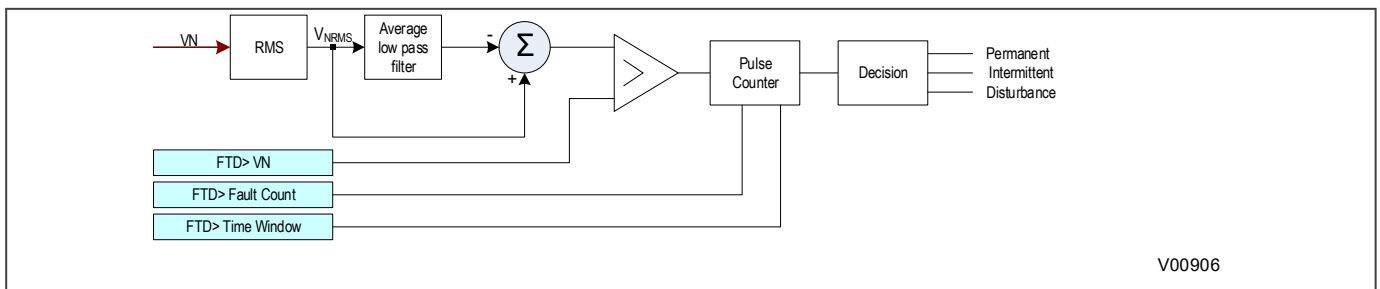 VN
RMS
VNRMS
Average
low pass
filter
-
Σ
+
>
Pulse
Counter
Decision
Permanent
Intermittent
Disturbance
FTD> VN
FTD> Fault Count
FTD> Time Window
V00906